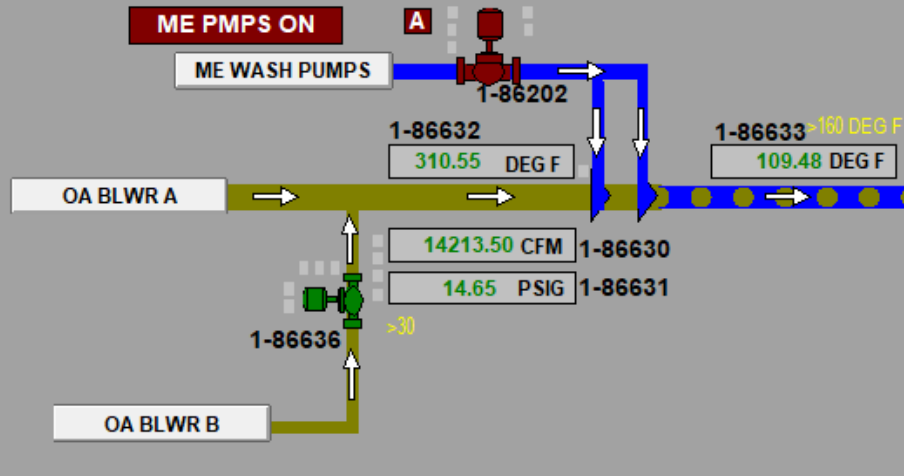 ME PMPS ON
A
ME WASH PUMPS
1-86202
1-86632
310.55 DEG F
1-86633 >160 DEG F
109.48 DEG F
OA BLWR A
14213.50 CFM 1-86630
14.65 PSIG 1-86631
>30
1-86636
OA BLWR B